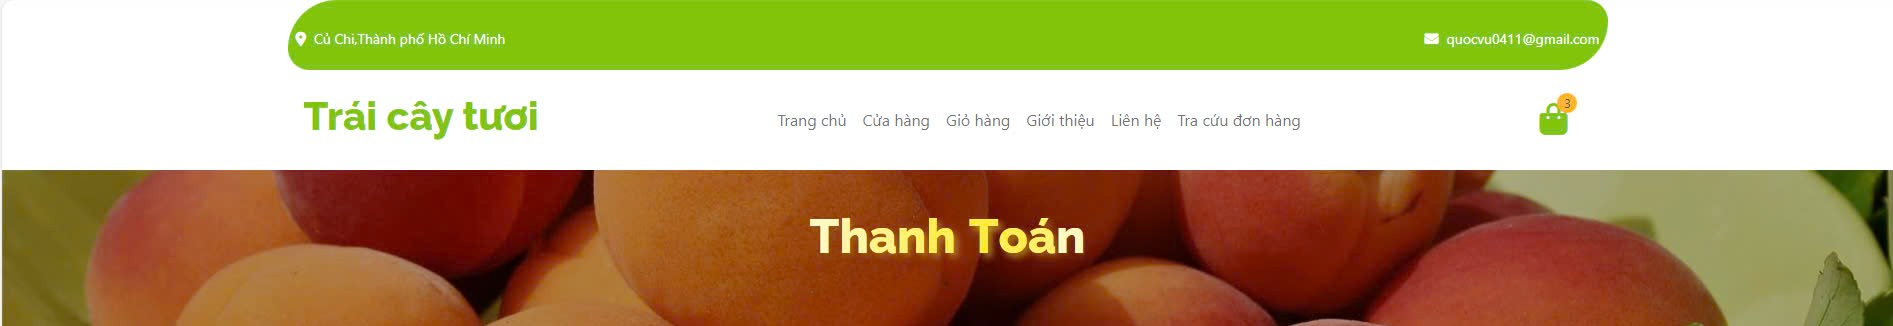 Củ Chi,Thành phố Hồ Chí Minh
quocvu0411@gmail.com
Trái cây tươi
Trang chủ Cửa hàng Giỏ hàng Giới thiệu Liên hệ Tra cứu đơn hàng
3
Thanh Toán